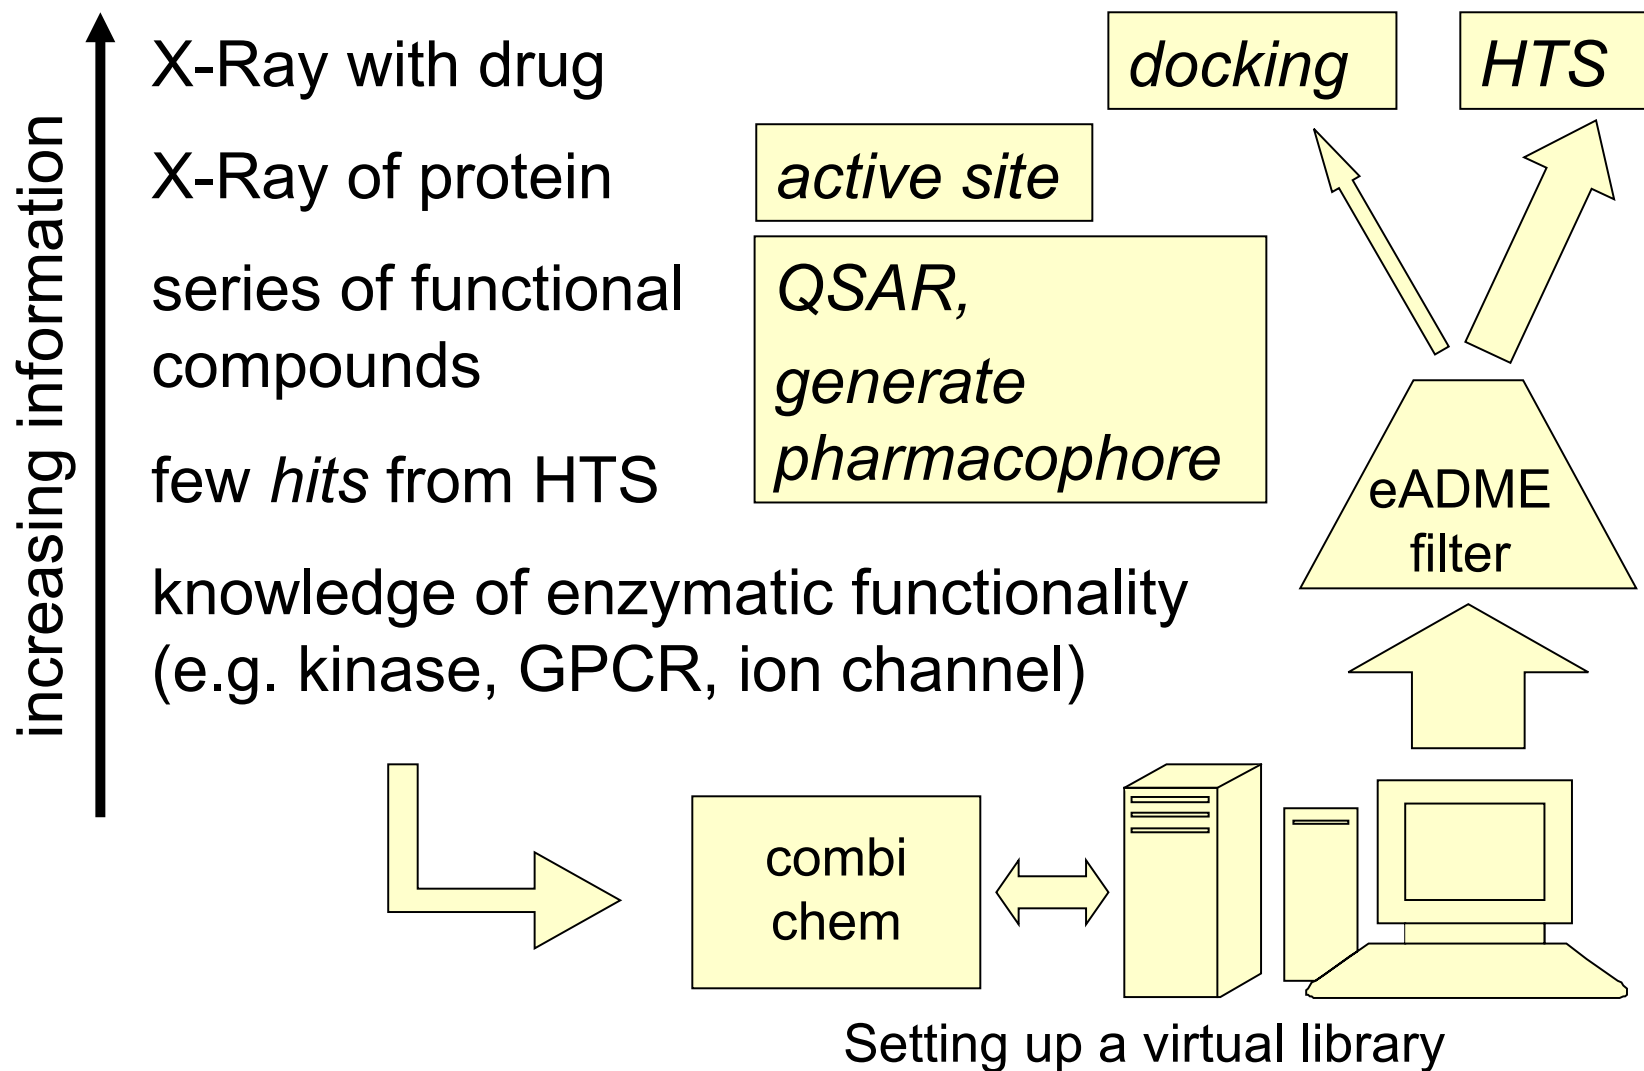 increasing information
X-Ray with drug
docking
HTS
X-Ray of protein
active site
series of functional
compounds
QSAR,
generate
pharmacophore
few hits from HTS
eADME
filter
knowledge of enzymatic functionality
(e.g. kinase, GPCR, ion channel)
combi
chem
Setting up a virtual library